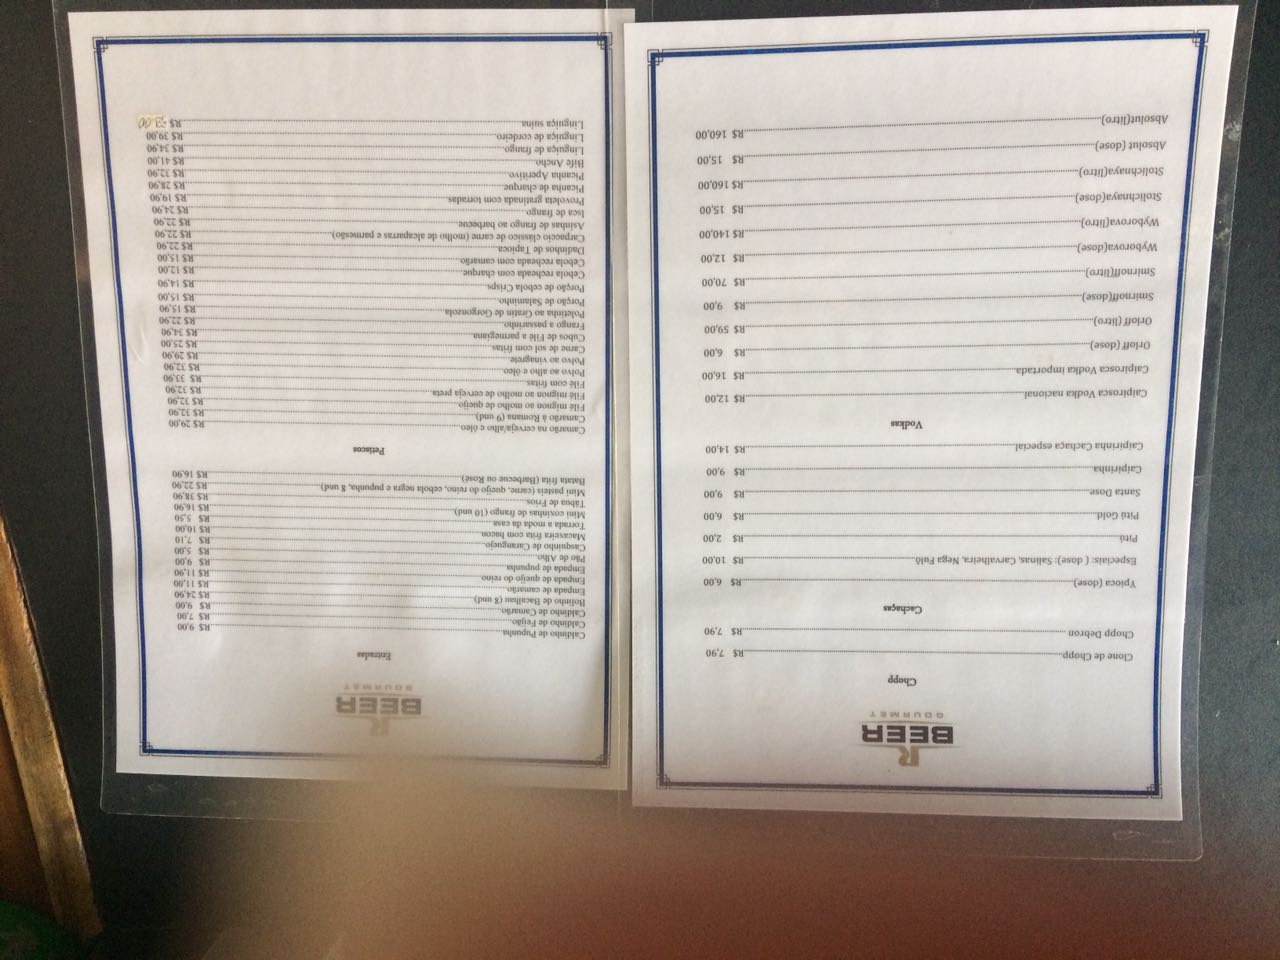 R
BEER
GOURMET
Chopp
Clone de Chopp R$ 7,90
Chopp Debron R$ 7,90
Cachaças
Ypioca (dose) R$ 6,00
Especiais: ( dose): Salinas, Carvalheira, Nega Fulô R$ 10,00
Pitú R$ 2,00
Pitú Gold R$ 6,00
Santa Dose R$ 9,00
Caipirinha R$ 9,00
Caipirinha Cachaça especial R$ 14,00
Vodkas
Caipirosca Vodka nacional R$ 12,00
Caipirosca Vodka importada R$ 16,00
Orloff (dose) R$ 6,00
Orloff (litro) R$ 59,00
Smirnoff(dose) R$ 9,00
Smirnoff(litro) R$ 70,00
Wyborova(dose) R$ 12,00
Wyborova(litro) R$ 140,00
Stolichnaya(dose) R$ 15,00
Stolichnaya(litro) R$ 160,00
Absolut (dose) R$ 15,00
Absolut(litro) R$ 160,00
R
BEER
GOURMET
Entradas
Caldinho de Pupunha R$ 9,00
Caldinho de Feijão R$ 7,00
Caldinho de Camarão R$ 9,00
Bolinho de Bacalhau (8 und) R$ 24,90
Empada de camarão R$ 11,00
Empada de queijo do reino R$ 11,90
Empada de pupunha R$ 9,00
Pão de Alho R$ 5,00
Casquinho de Caranguejo R$ 7,10
Macaxeira frita com bacon R$ 10,00
Torrada a moda da casa R$ 5,50
Mini coxinhas de frango (10 und) R$ 16,90
Tábua de Frios R$ 38,90
Mini pasteis (carne, queijo do reino, cebola negra e pupunha, 8 und) R$ 22,90
Batata frita (Barbecue ou Rose) R$ 16,90
Petiscos
Camarão na cerveja/alho e óleo R$ 29,00
Camarão à Romana (9 und) R$ 32,90
Filé mignon ao molho de queijo R$ 32,90
Filé mignon ao molho de cerveja preta R$ 32,90
Filé com fritas R$ 33,90
Polvo ao alho e óleo R$ 32,90
Polvo ao vinagrete R$ 29,90
Carne de sol com fritas R$ 25,00
Cubos de Filé a parmegiana R$ 34,90
Frango a passarinho R$ 22,90
Poletinho ao Gratin de Gorgonzola R$ 15,90
Porção de Salaminho R$ 15,00
Porção de cebola Crisps R$ 14,90
Cebola recheada com charque R$ 12,00
Cebola recheada com camarão R$ 15,00
Dadinhos de Tapioca R$ 22,90
Carpaccio clássico de carne (molho de alcaparras e parmesão) R$ 22,90
Asinhas de frango ao barbecue R$ 22,90
Isca de frango R$ 24,90
Provoleta gratinada com torradas R$ 19,90
Picanha de charque R$ 28,90
Picanha Aperitivo R$ 32,90
Bife Ancho R$ 41,00
Linguiça de frango R$ 34,90
Linguiça de cordeiro R$ 39,00
Linguiça suína R$